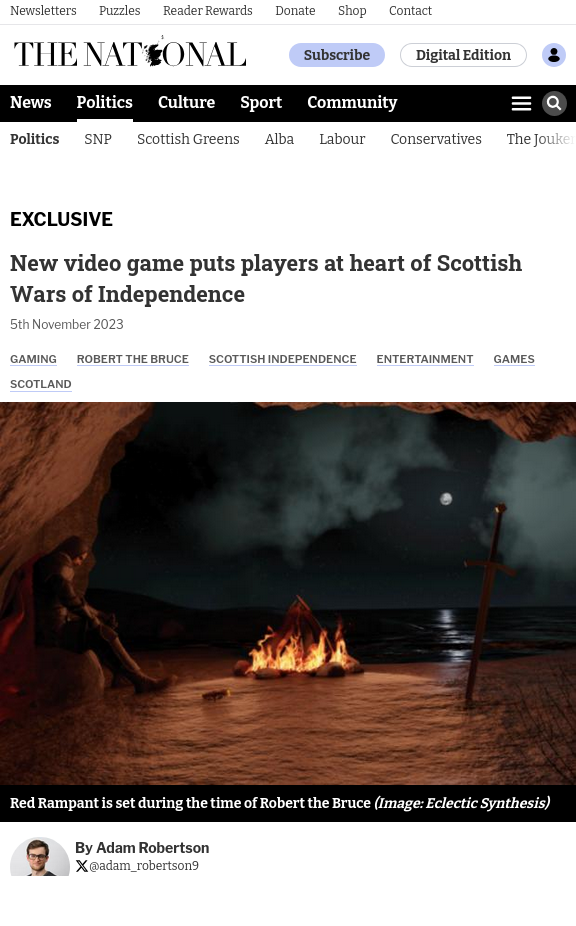 Newsletters Puzzles Reader Rewards Donate Shop Contact
THE NATIONAL
Subscribe Digital Edition
News Politics Culture Sport Community
Politics SNP Scottish Greens Alba Labour Conservatives The Jouker
EXCLUSIVE
New video game puts players at heart of Scottish
Wars of Independence
5th November 2023
GAMING ROBERT THE BRUCE SCOTTISH INDEPENDENCE ENTERTAINMENT GAMES
SCOTLAND
Red Rampant is set during the time of Robert the Bruce (Image: Eclectic Synthesis)
By Adam Robertson
@adam_robertson9